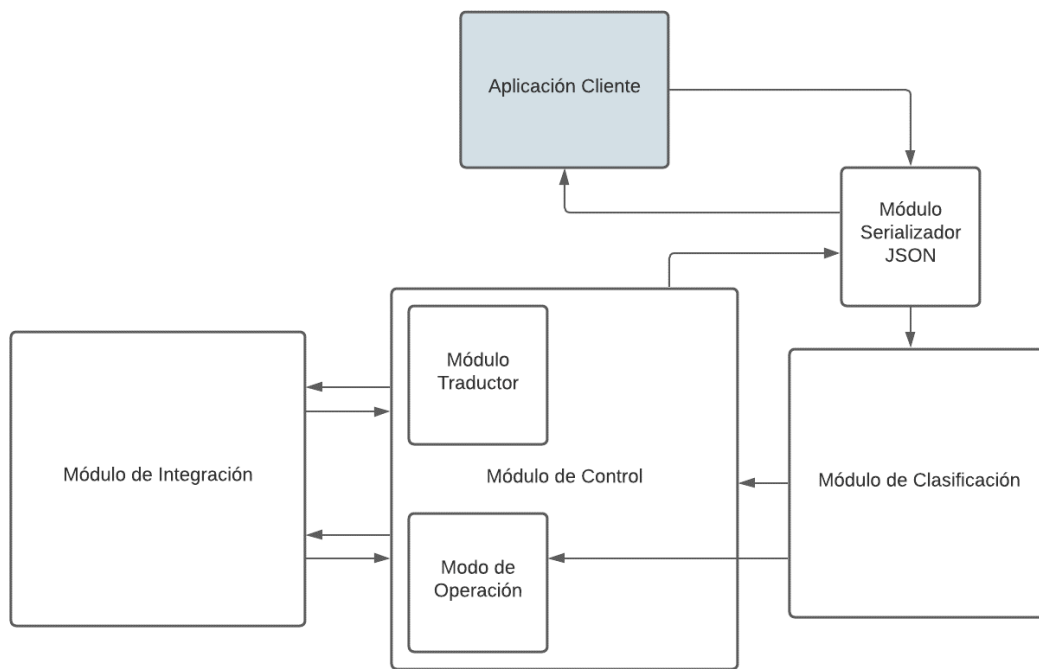 Aplicación Cliente
Módulo
Serializador
JSON
Módulo
Traductor
Módulo de Integración
Módulo de Control
Módulo de Clasificación
Modo de
Operación